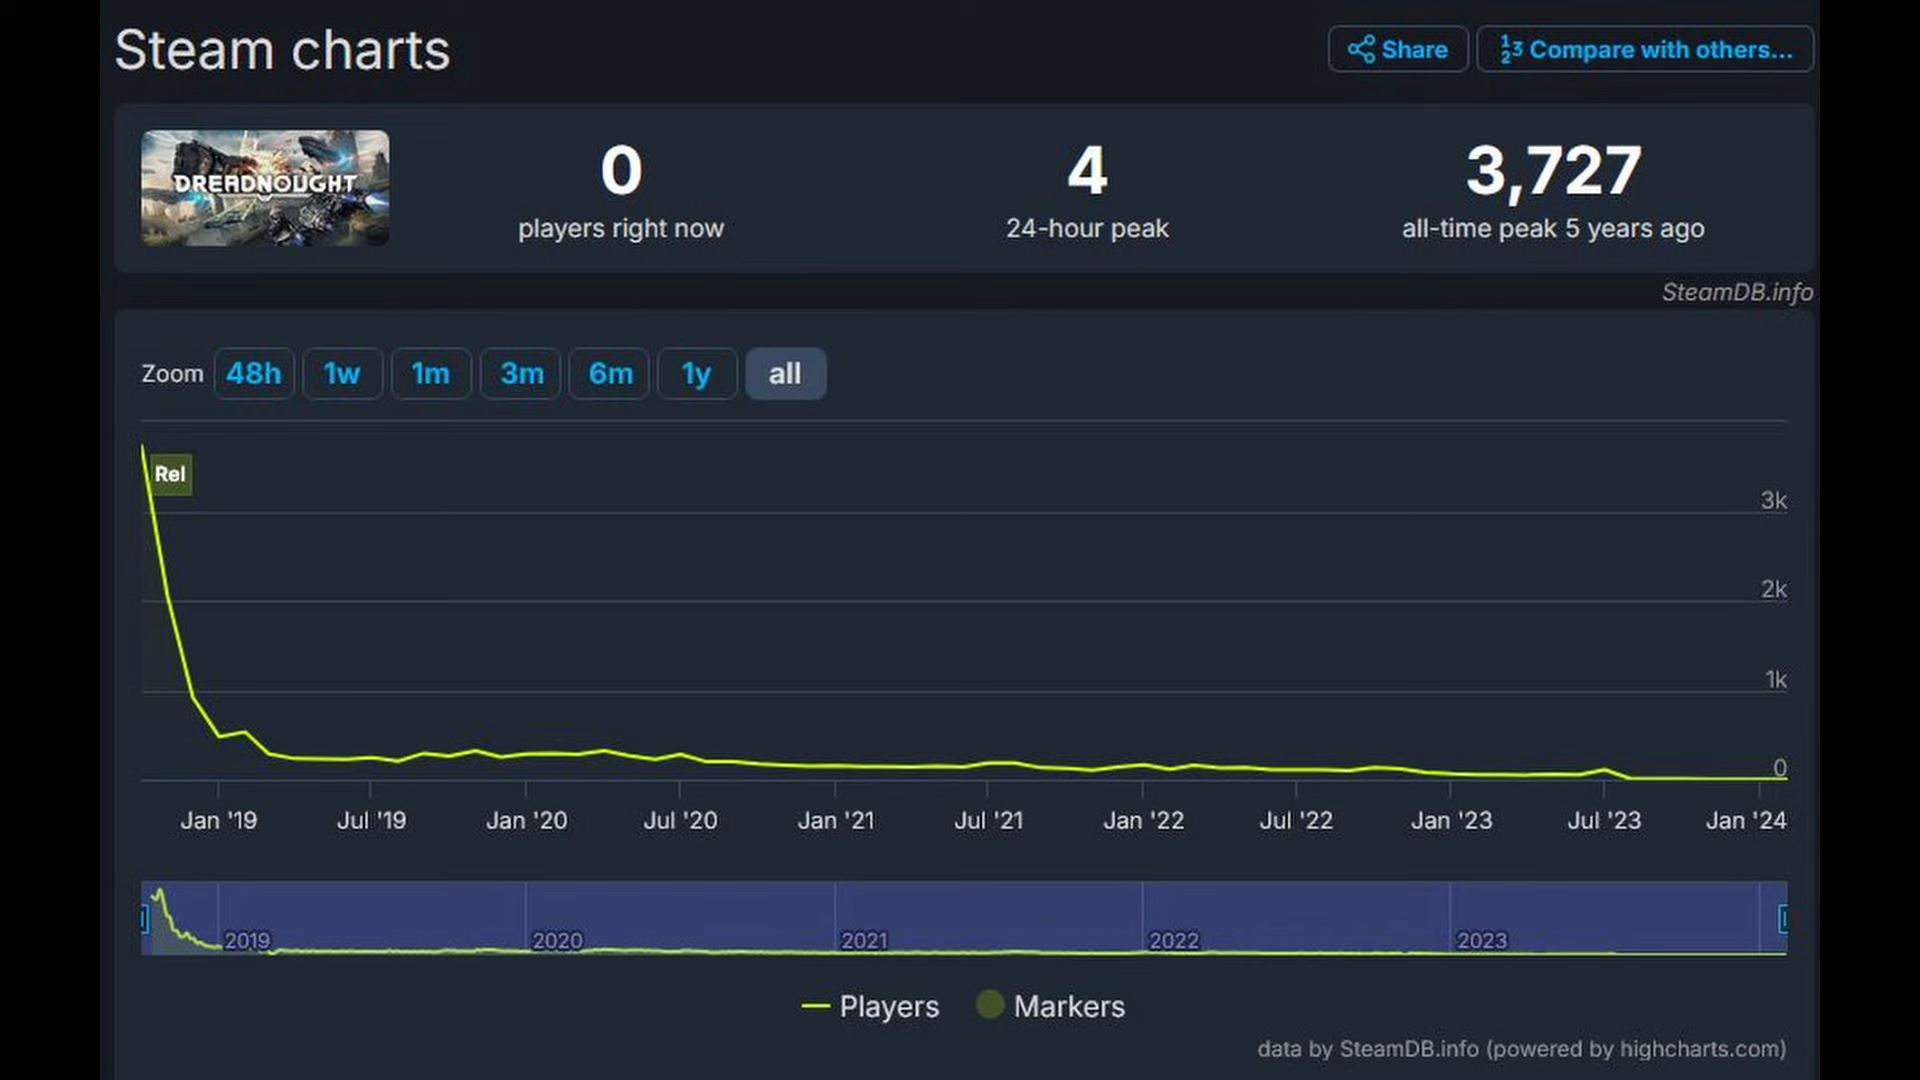 Steam charts
Share
123 Compare with others...
DREADNOUGHT
0
players right now
4
24-hour peak
3,727
all-time peak 5 years ago
SteamDB.info
Zoom 48h 1w 1m 3m 6m 1y all
Rel
3k
2k
1k
0
Jan '19 Jul '19 Jan '20 Jul '20 Jan '21 Jul '21 Jan '22 Jul '22 Jan '23 Jul '23 Jan '24
2019 2020 2021 2022 2023
Players Markers
data by SteamDB.info (powered by highcharts.com)